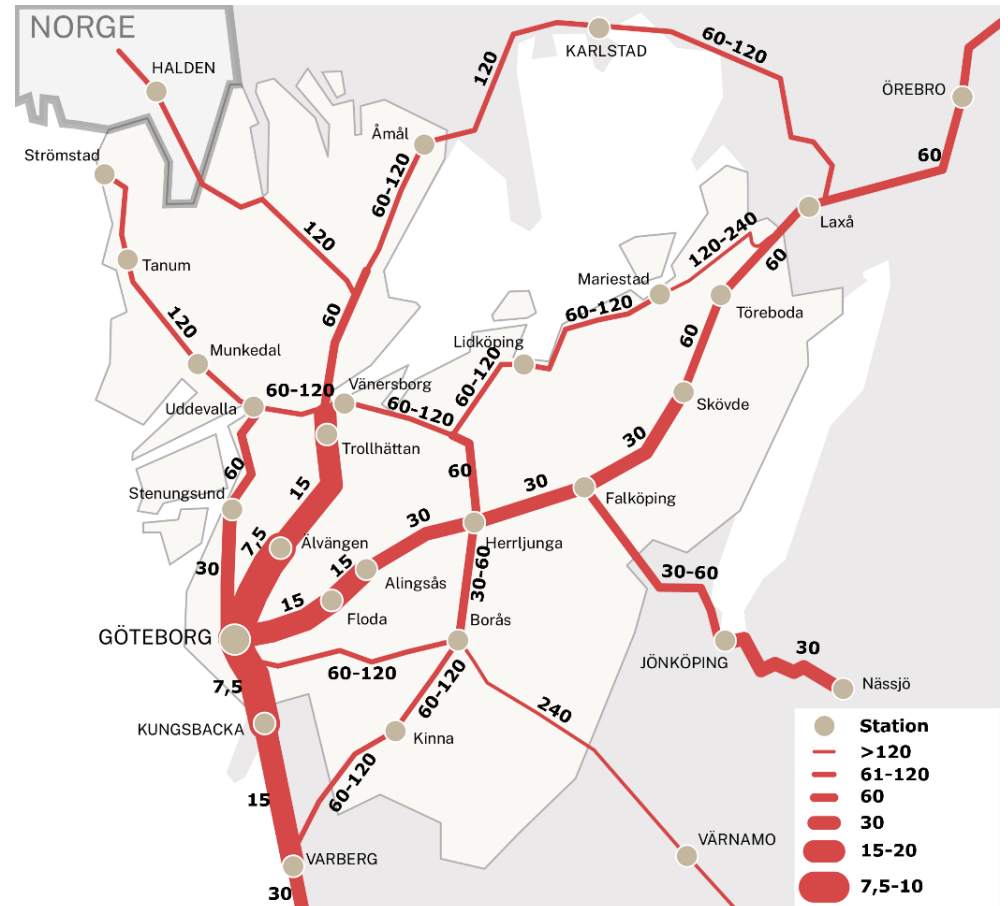 NORGE
KARLSTAD
60-120
HALDEN
120
ÖREBRO
Åmål
Strömstad
60
60-120
Laxå
120-240
120
60
Tanum
Mariestad
60-120
Töreboda
120
60
60
Munkedal
Lidköping
60-120
Vänersborg
60-120
60-120
Skövde
Uddevalla
Trollhättan
30
60
60
15
30
Falköping
Stenungsund
30
7,5
Älvängen
Herrljunga
15
30
Alingsås
30-60
30-60
15
Floda
Borås
GÖTEBORG
30
JÖNKÖPING
60-120
7,5
60-120
Nässjö
KUNGSBACKA
240
Kinna
Station
>120
60-120
61-120
60
15
30
VÄRNAMO
15-20
VARBERG
7,5-10
30